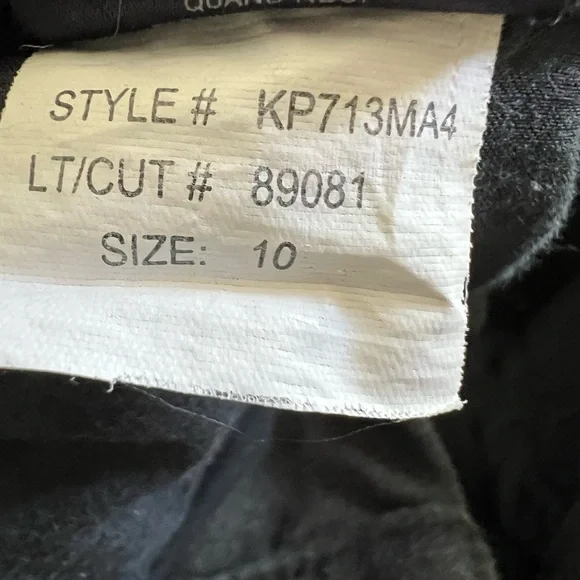 STYLE # KP713MA4
LT/CUT # 89081
SIZE: 10